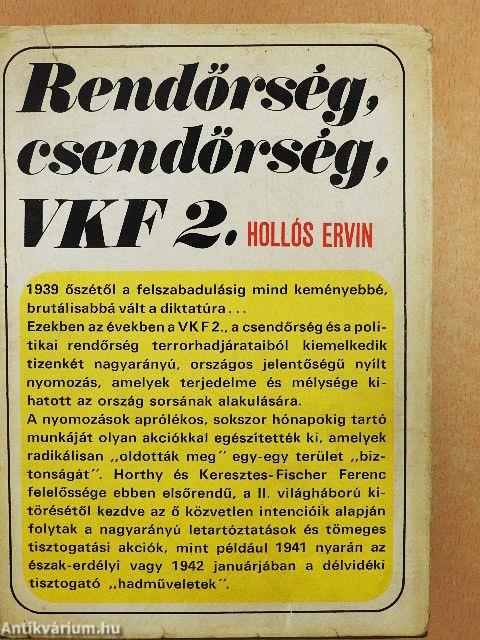 Rendőrség,
csendőrség,
VKF 2. HOLLÓS ERVIN
1939 őszétől a felszabadulásig mind keményebbé,
brutálisabbá vált a diktatúra...
Ezekben az években a VKF2., a csendőrség és a poli-
tikai rendőrség terrorhadjárataiból kiemelkedik
tizenkét nagyarányú, országos jelentőségű nyílt
nyomozás, amelyek terjedelme és mélysége ki-
hatott az ország sorsának alakulására.
A nyomozások aprólékos, sokszor hónapokig tartó
munkáját olyan akciókkal egészítették ki, amelyek
radikálisan „oldották meg” egy-egy terület „biz-
tonságát”. Horthy és Keresztes-Fischer Ferenc
felelőssége ebben elsőrendű, a II. világháború ki-
törésétől kezdve az ő közvetlen intencióik alapján
folytak a nagyarányú letartóztatások és tömeges
tisztogatási akciók, mint például 1941 nyarán az
észak-erdélyi vagy 1942 januárjában a délvidéki
tisztogató „hadműveletek”.
Antikvárium.hu